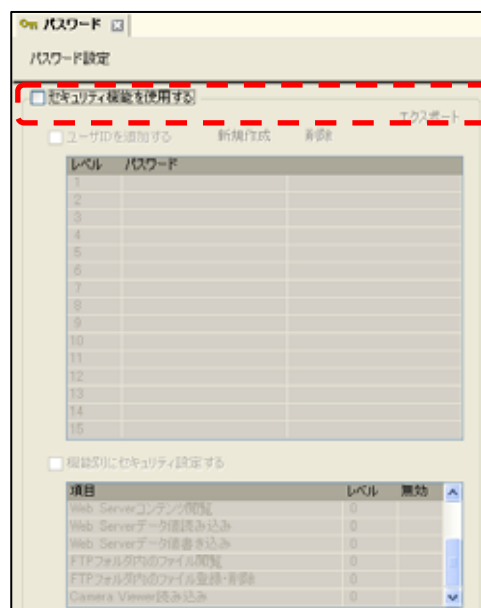 パスワード
パスワード設定
セキュリティ機能を使用する
エクスポート
ユーザIDを追加する 新規作成 削除
レベル パスワード
1
2
3
4
5
6
7
8
9
10
11
12
13
14
15
機能別にセキュリティ設定する
項目 レベル 無効
Web Serverコンテンツ閲覧 0
Web Serverデータ値読み込み 0
Web Serverデータ値書き込み 0
FTPフォルダ内のファイル閲覧 0
FTPフォルダ内のファイル登録・削除 0
Camera Viewer読み込み 0